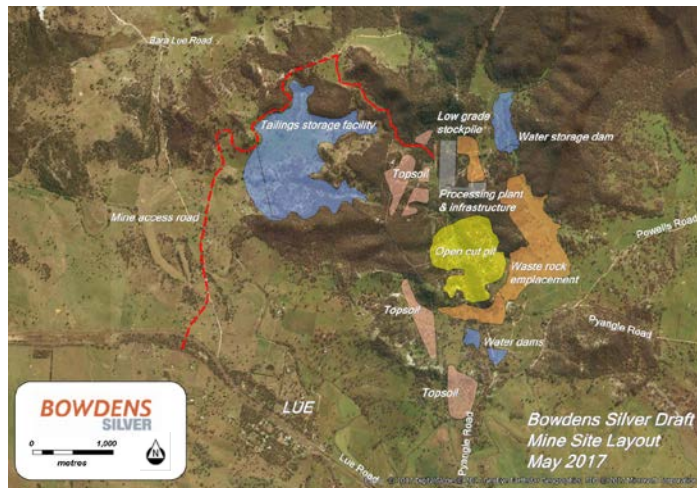 Bara Lue Road
Tailings storage facility
Low grade
stockpile
Water storage dam
Topsoil
Processing plant
& infrastructure
Mine access road
Open cut pit
Waste rock
emplacement
Powells Road
Topsoil
Pyangle Road
Water dams
Topsoil
LUE
Lue Road
Pyangle Road
BOWDENS
SILVER
0 1,000
metres
N
Bowdens Silver Draft
Mine Site Layout
May 2017